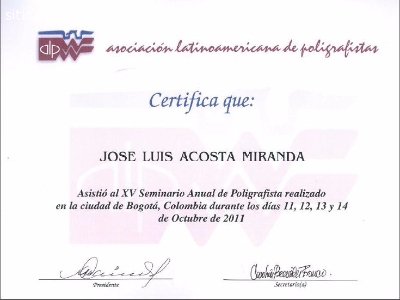 asociación latinoamericana de poligrafistas
Certifica que:
JOSE LUIS ACOSTA MIRANDA
Asistió al XV Seminario Anual de Poligrafista realizado
en la ciudad de Bogotá, Colombia durante los días 11, 12, 13 y 14
de Octubre de 2011
Presidente
Secretario(a)